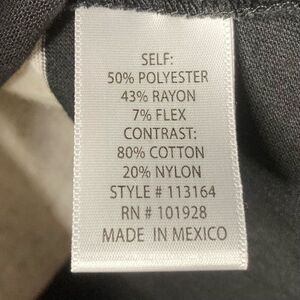 SELF:
50% POLYESTER
43% RAYON
7% FLEX
CONTRAST:
80% COTTON
20% NYLON
STYLE # 113164
RN # 101928
MADE IN MEXICO